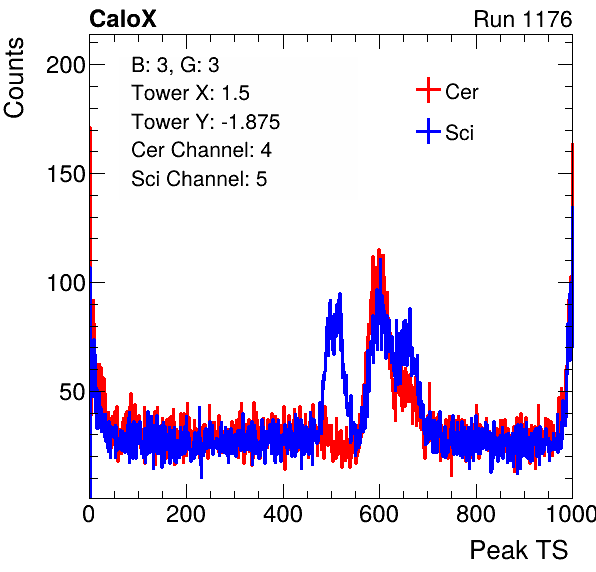 CaloX Run 1176
Counts
200
150
100
50
B: 3, G: 3
Tower X: 1.5
Tower Y: -1.875
Cer Channel: 4
Sci Channel: 5
Cer
Sci
0 200 400 600 800 1000
Peak TS